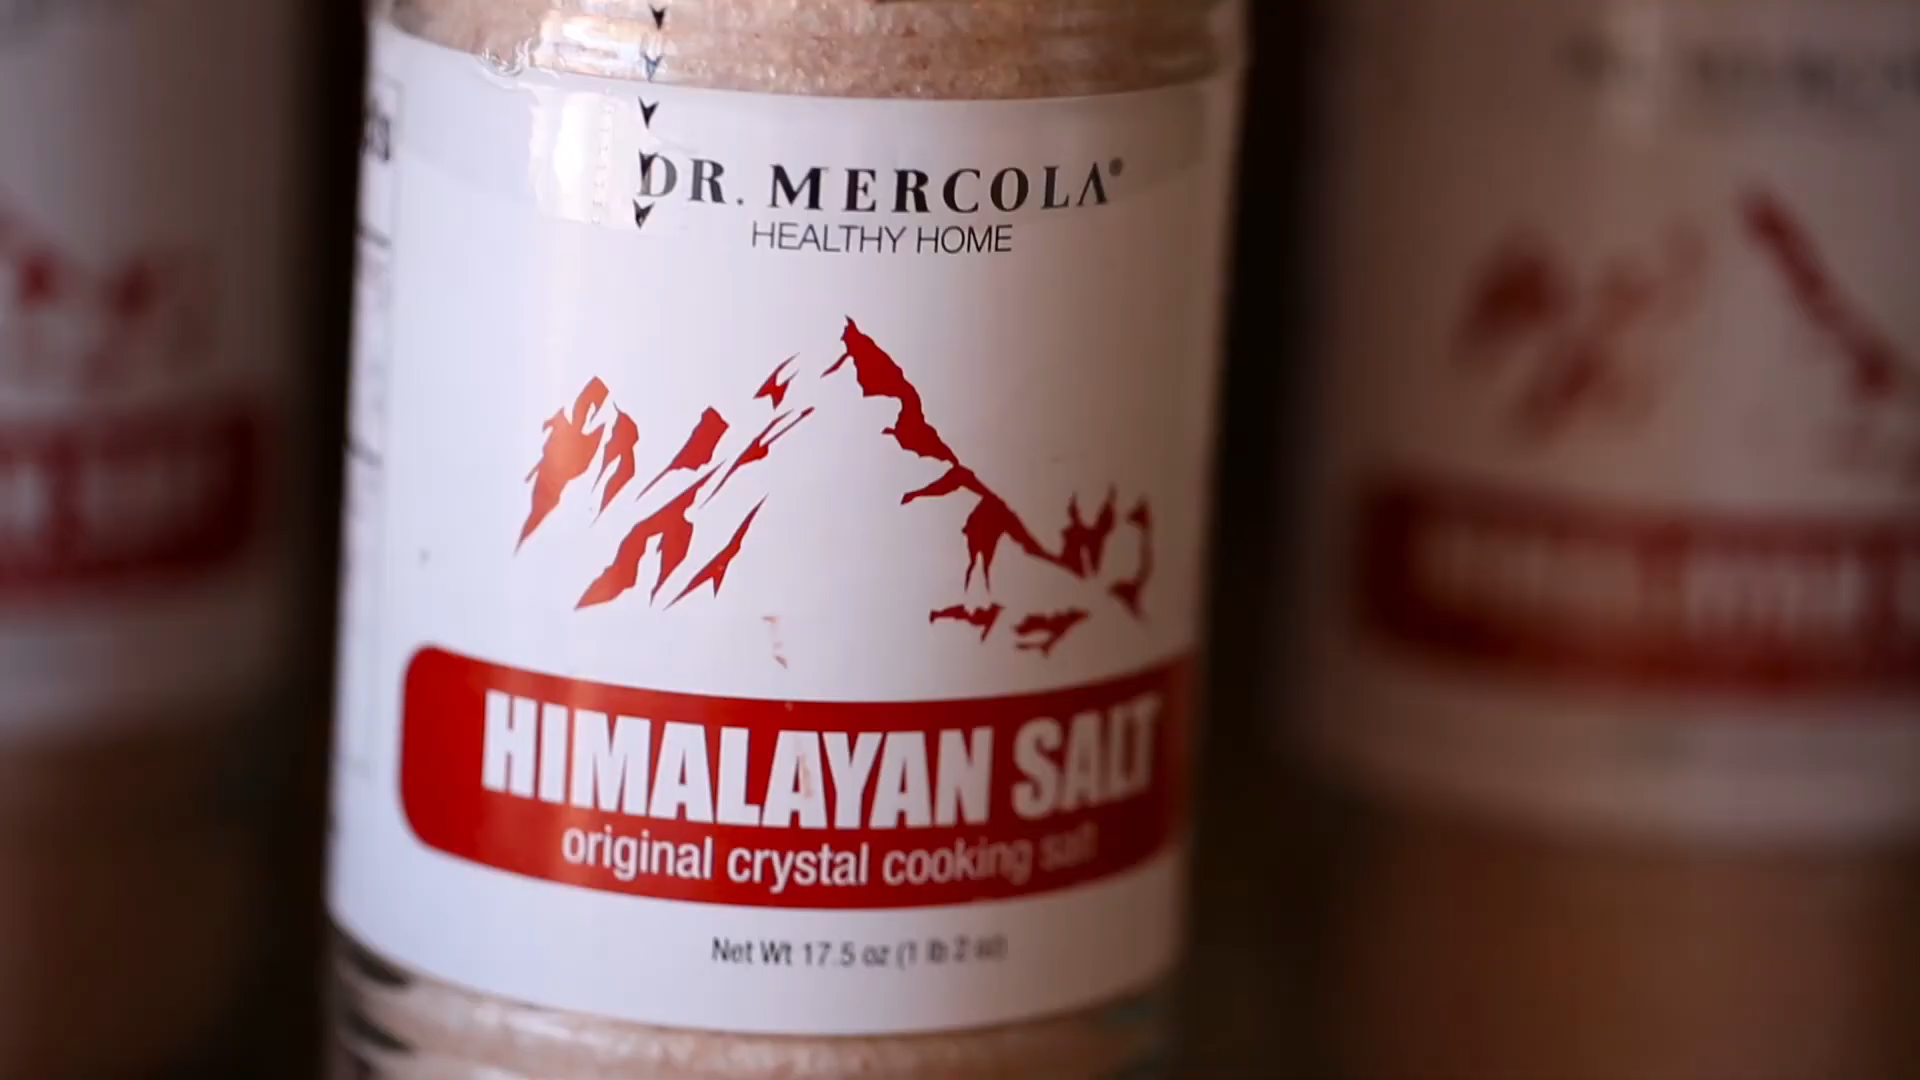 DR. MERCOLA®
HEALTHY HOME
HIMALAYAN SALT
original crystal cooking salt
Net Wt 17.5 oz (1 lb 2 oz)